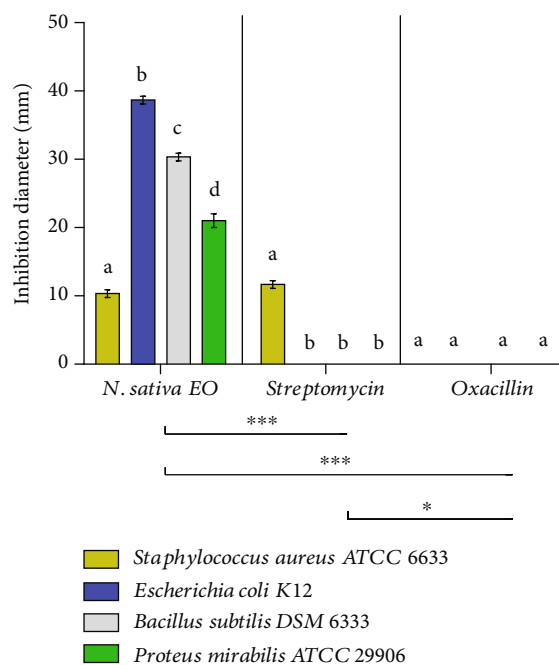 50
40
30
20
10
0
Inhibition diameter (mm)
a
b
c
d
a
b b b
a a a a
N. sativa EO Streptomycin Oxacillin
***
***
*
Staphylococcus aureus ATCC 6633
Escherichia coli K12
Bacillus subtilis DSM 6333
Proteus mirabilis ATCC 29906